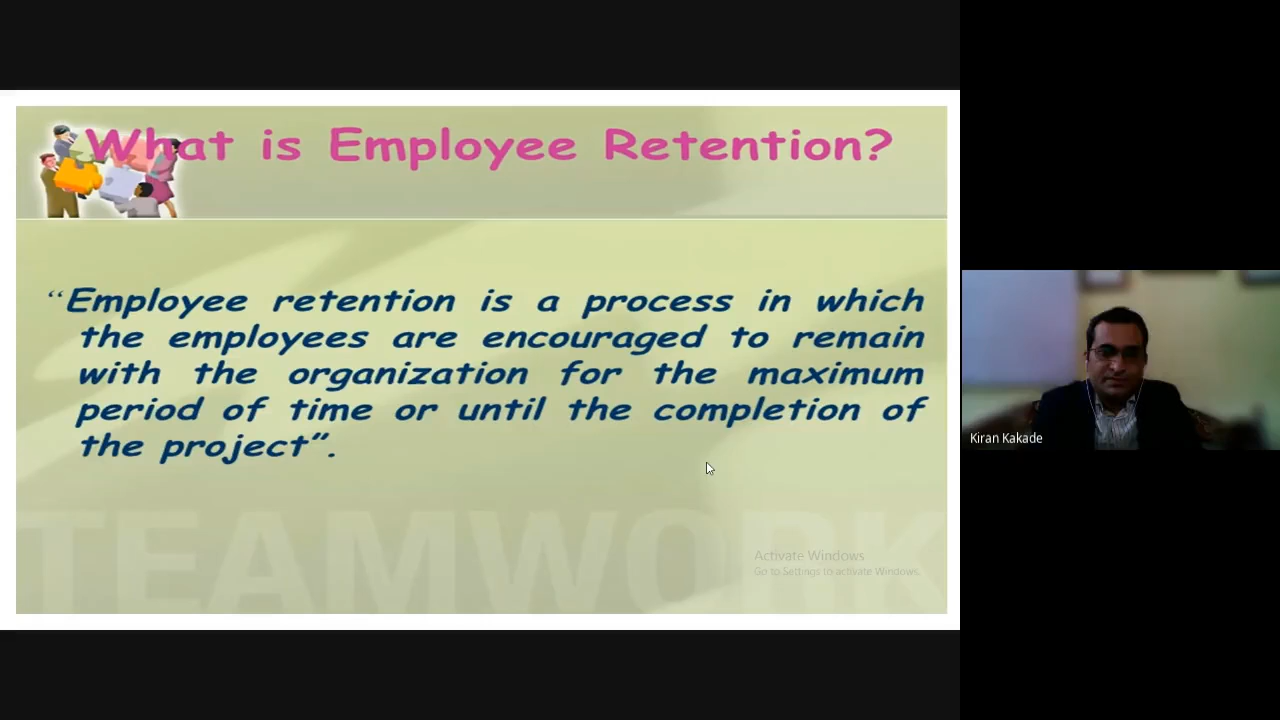 What is Employee Retention?
“Employee retention is a process in which
the employees are encouraged to remain
with the organization for the maximum
period of time or until the completion of
the project”.
TEAMWORK
Activate Windows
Go to Settings to activate Windows.
Kiran Kakade